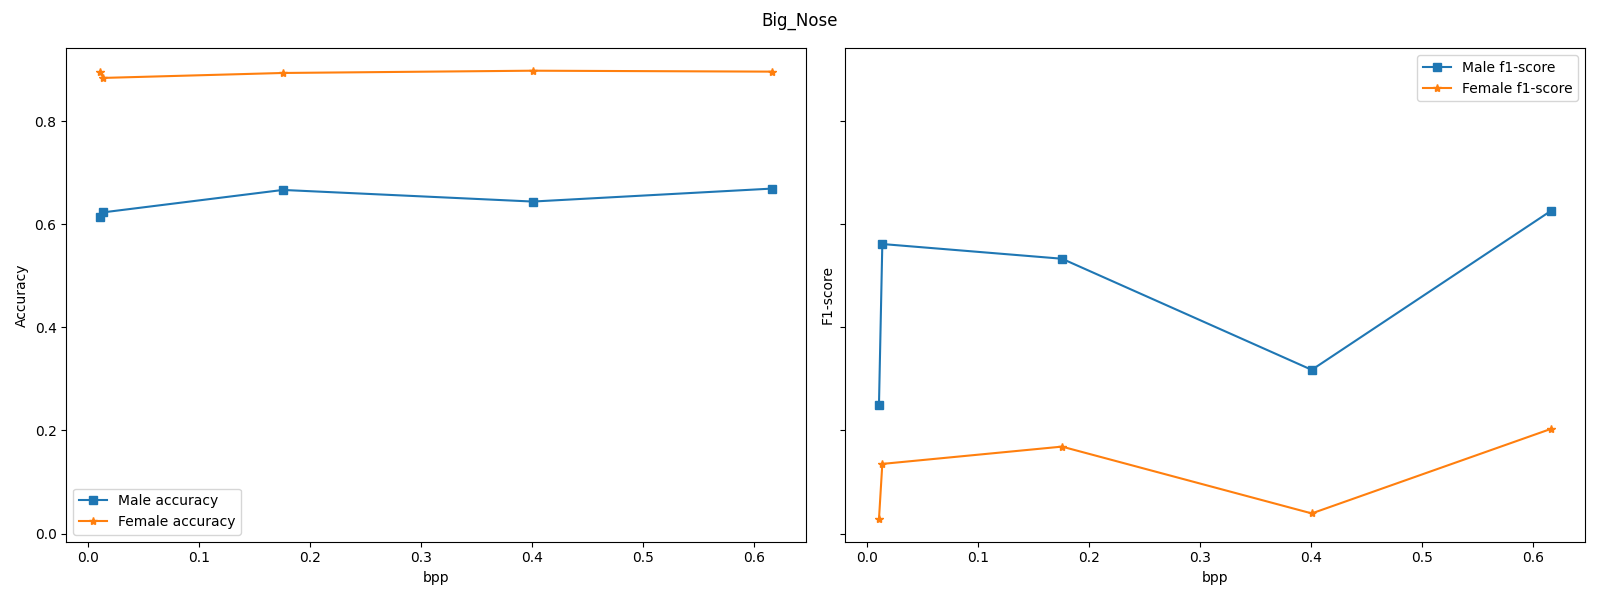 Big_Nose
Accuracy
0.8
0.6
0.4
0.2
0.0
Male accuracy
Female accuracy
0.0 0.1 0.2 0.3 0.4 0.5 0.6
bpp
F1-score
Male f1-score
Female f1-score
0.0 0.1 0.2 0.3 0.4 0.5 0.6
bpp